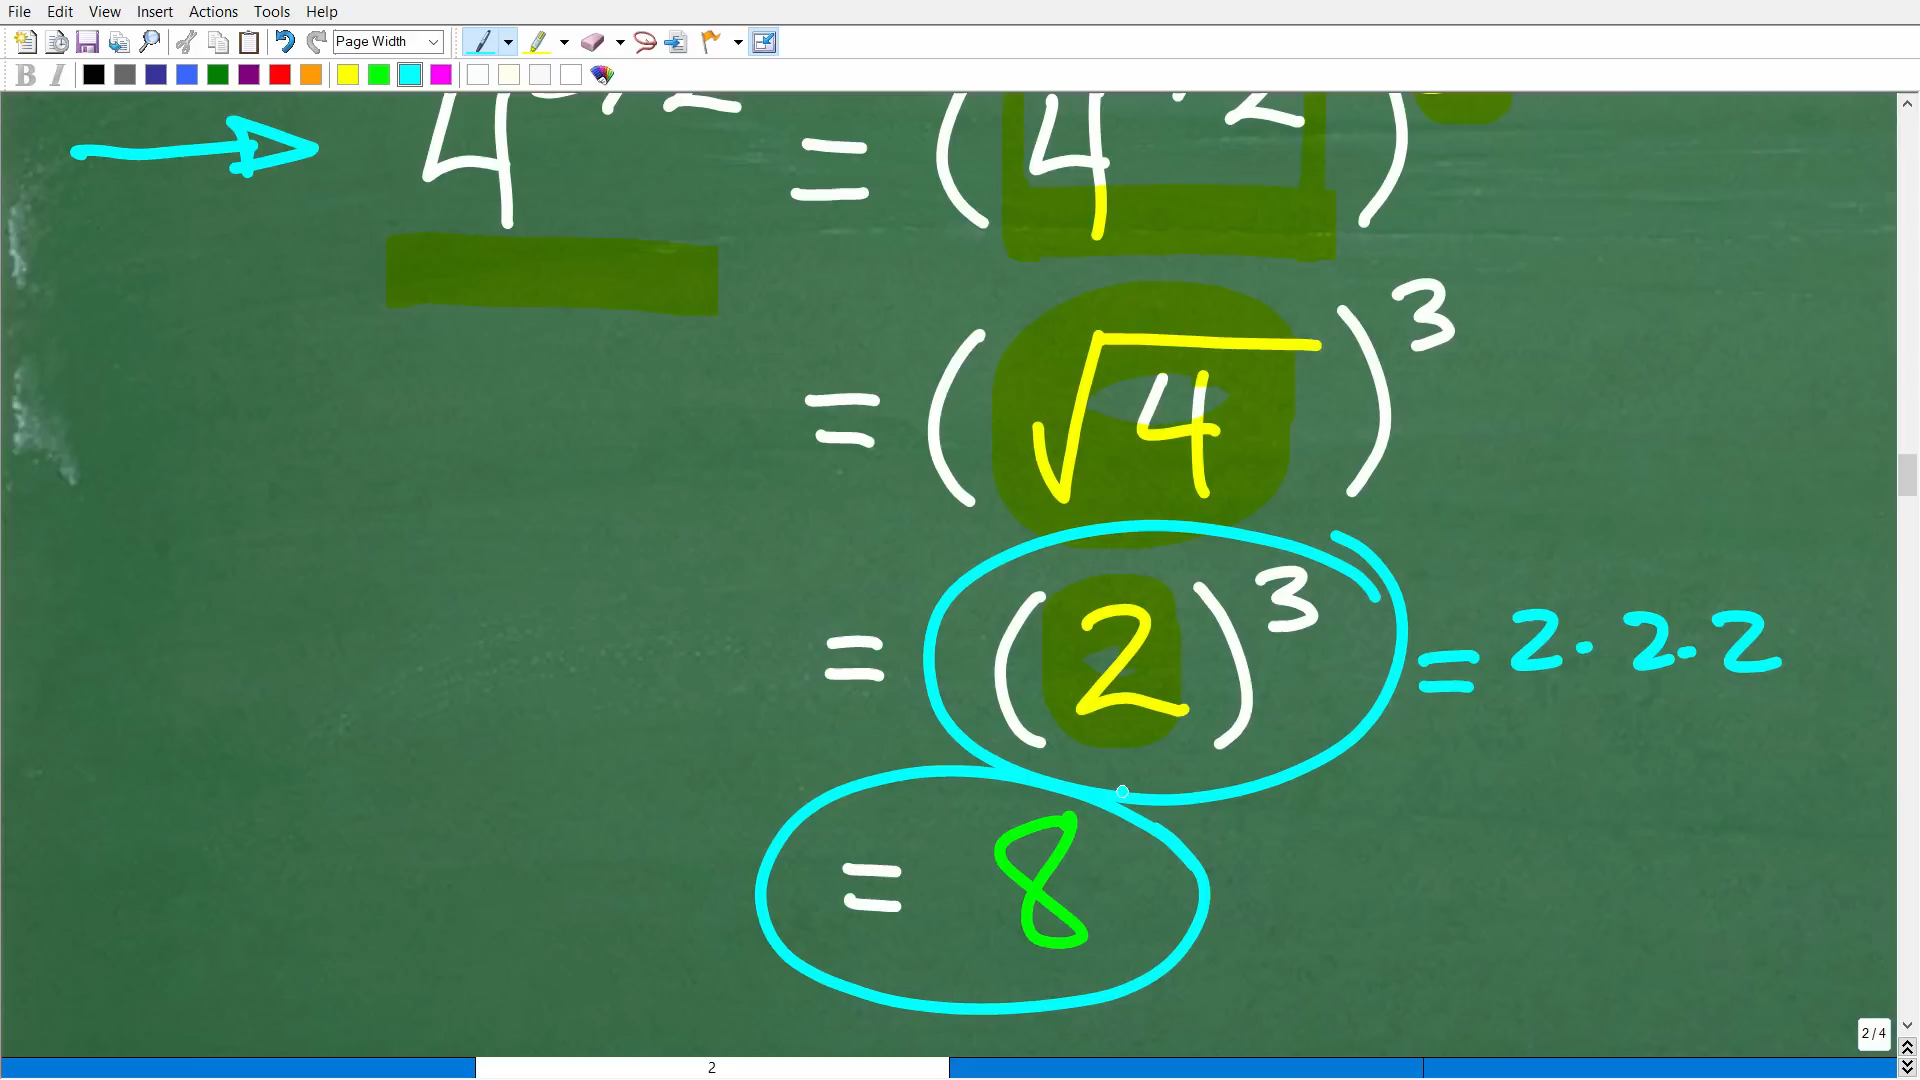 File Edit View Insert Actions Tools Help
Page Width
B I
= (√4)³
= (2)³ = 2 · 2 · 2
= 8
2 / 4
2